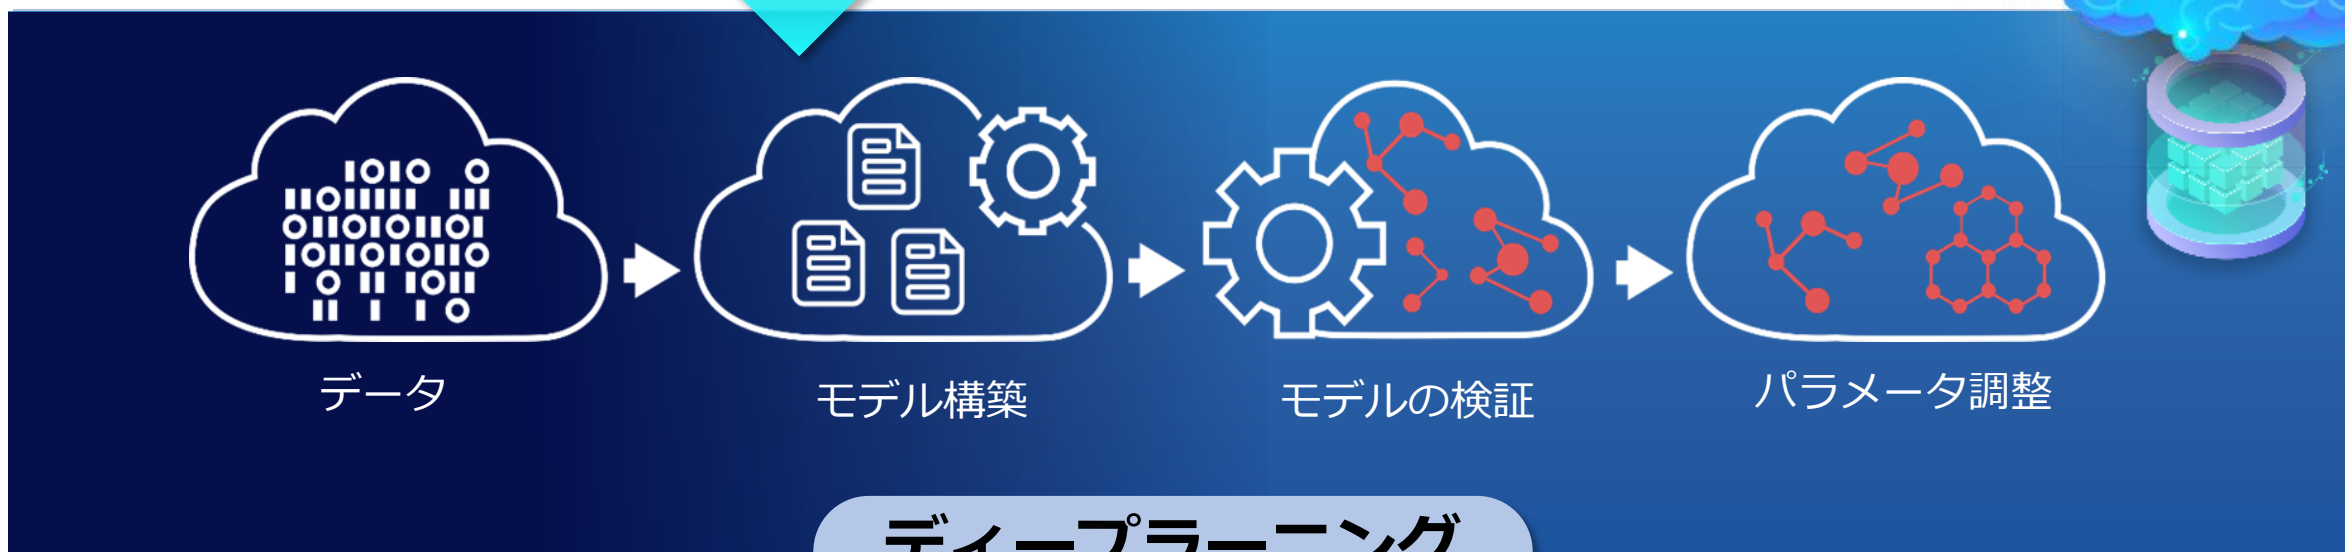 データ
モデル構築
モデルの検証
パラメータ調整
ディープラーニング